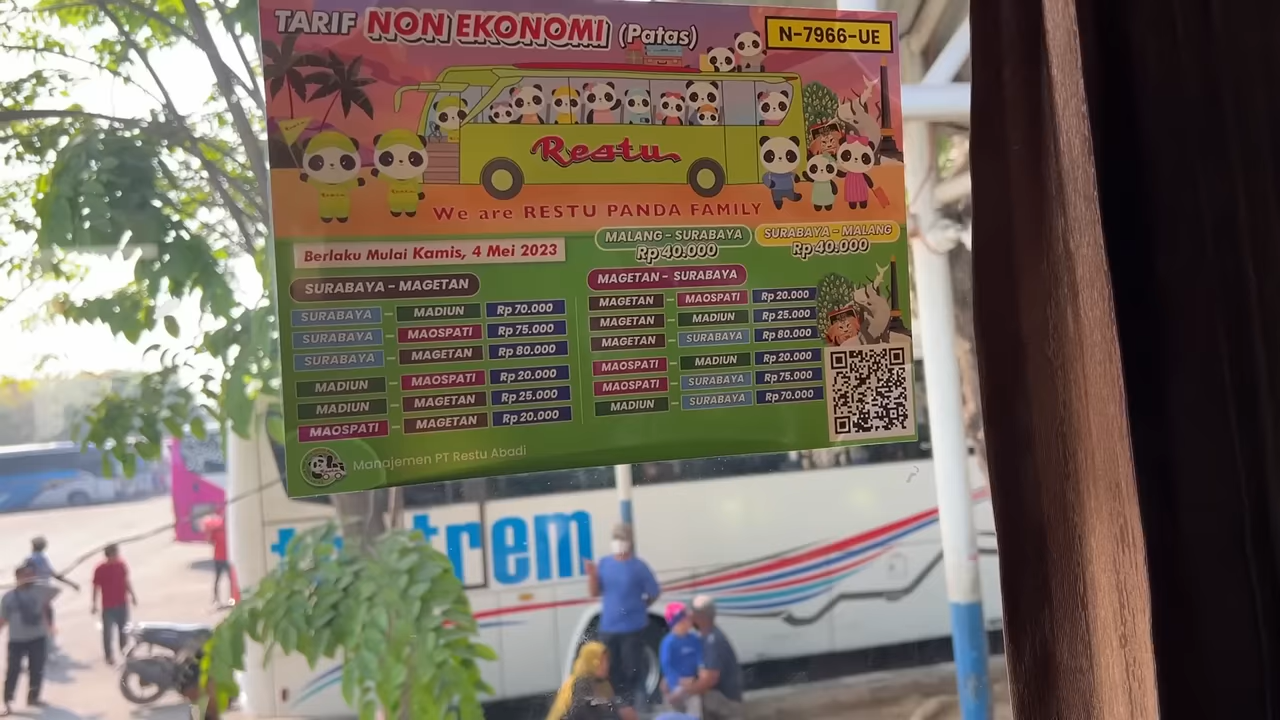 TARIF NON EKONOMI (Patas)
N-7966-UE
Restu
We are RESTU PANDA FAMILY
Berlaku Mulai Kamis, 4 Mei 2023
MALANG - SURABAYA
Rp 40.000
SURABAYA - MALANG
Rp 40.000
SURABAYA - MAGETAN
SURABAYA - MADIUN Rp 70.000
SURABAYA - MAOSPATI Rp 75.000
SURABAYA - MAGETAN Rp 80.000
MADIUN - MAOSPATI Rp 20.000
MADIUN - MAGETAN Rp 25.000
MAOSPATI - MAGETAN Rp 20.000
MAGETAN - SURABAYA
MAGETAN - MAOSPATI Rp 20.000
MAGETAN - MADIUN Rp 25.000
MAGETAN - SURABAYA Rp 80.000
MAOSPATI - MADIUN Rp 20.000
MAOSPATI - SURABAYA Rp 75.000
MADIUN - SURABAYA Rp 70.000
Manajemen PT Restu Abadi